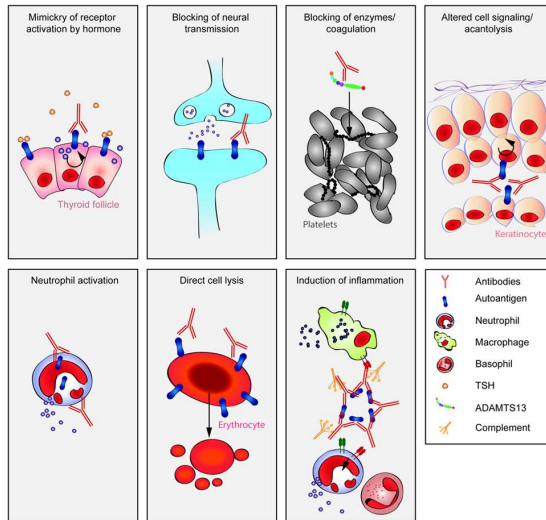 Mimickry of receptor
activation by hormone
Thyroid follicle
Blocking of neural
transmission
Blocking of enzymes/
coagulation
Platelets
Altered cell signaling/
acantolysis
Keratinocyte
Neutrophil activation
Direct cell lysis
Erythrocyte
Induction of inflammation
Antibodies
Autoantigen
Neutrophil
Macrophage
Basophil
TSH
ADAMTS13
Complement